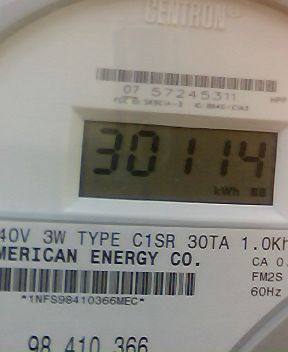 CENTRON®
07 57245311
30114
kWh 88
40V 3W TYPE C1SR 30TA 1.0Kh
MERICAN ENERGY CO.
CA 0.
*1NFS98410366MEC*
FM2S
60Hz
98 410 366